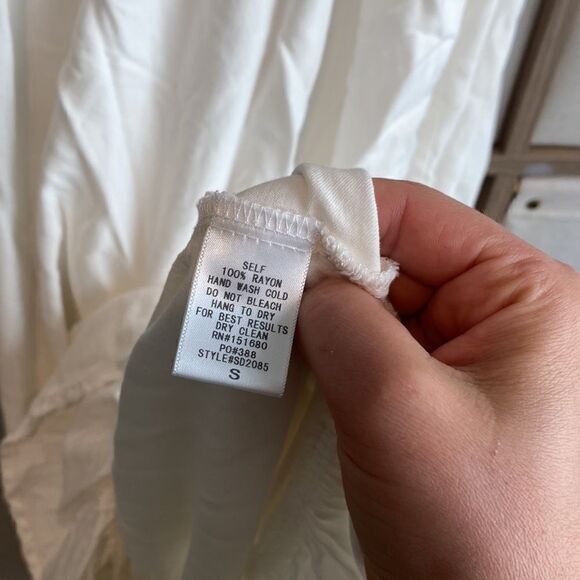 SELF
100% RAYON
HAND WASH COLD
DO NOT BLEACH
HANG TO DRY
FOR BEST RESULTS
DRY CLEAN
RN#151680
PO#388
STYLE#SD2085
S